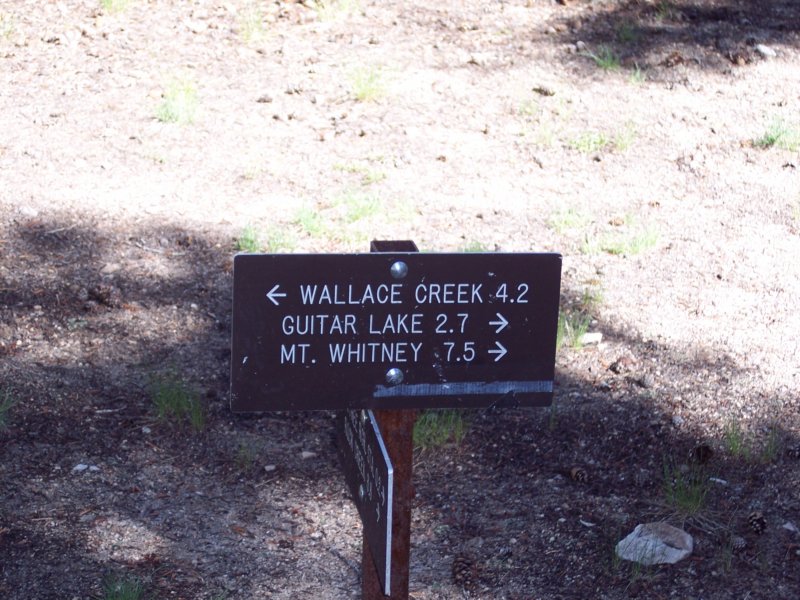 ← WALLACE CREEK 4.2
GUITAR LAKE 2.7 →
MT. WHITNEY 7.5 →